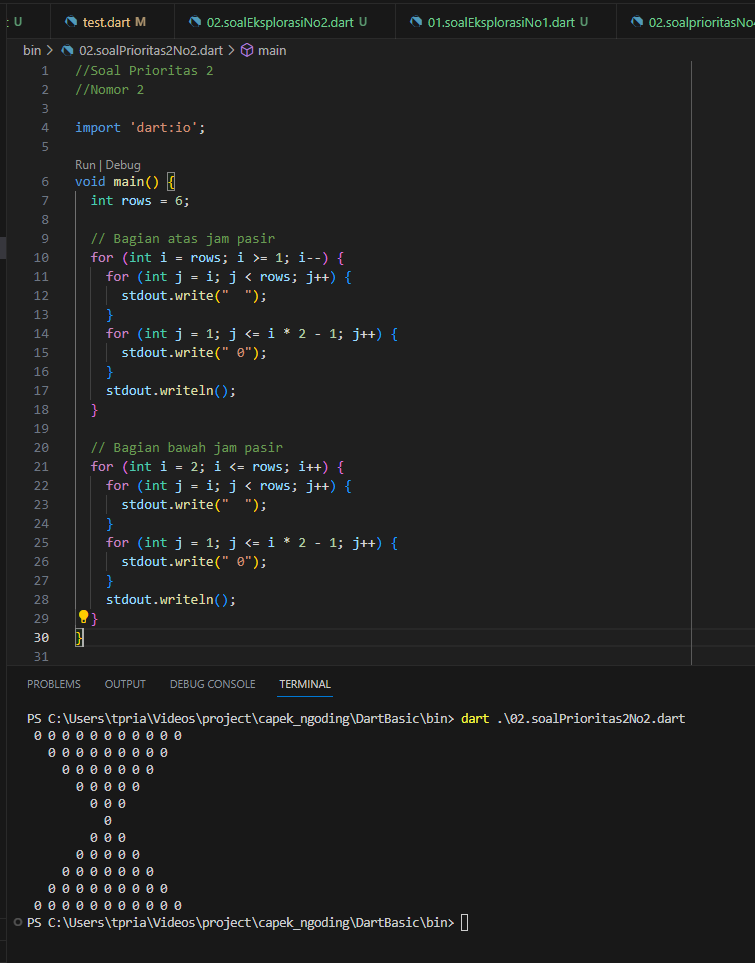 U test.dart M 02.soalEksplorasiNo2.dart U 01.soalEksplorasiNo1.dart U 02.soalprioritasNo
bin > 02.soalPrioritas2No2.dart > main
1 //Soal Prioritas 2
2 //Nomor 2
3
4 import 'dart:io';
5
Run | Debug
6 void main() {
7   int rows = 6;
8
9   // Bagian atas jam pasir
10   for (int i = rows; i >= 1; i--) {
11     for (int j = i; j < rows; j++) {
12       stdout.write("  ");
13     }
14     for (int j = 1; j <= i * 2 - 1; j++) {
15       stdout.write(" 0");
16     }
17     stdout.writeln();
18   }
19
20   // Bagian bawah jam pasir
21   for (int i = 2; i <= rows; i++) {
22     for (int j = i; j < rows; j++) {
23       stdout.write("  ");
24     }
25     for (int j = 1; j <= i * 2 - 1; j++) {
26       stdout.write(" 0");
27     }
28     stdout.writeln();
29   }
30 }
31
PROBLEMS OUTPUT DEBUG CONSOLE TERMINAL
PS C:\Users\tpria\Videos\project\capek_ngoding\DartBasic\bin> dart .\02.soalPrioritas2No2.dart
 0 0 0 0 0 0 0 0 0 0 0
   0 0 0 0 0 0 0 0 0
     0 0 0 0 0 0 0
       0 0 0 0 0
         0 0 0
           0
         0 0 0
       0 0 0 0 0
     0 0 0 0 0 0 0
   0 0 0 0 0 0 0 0 0
 0 0 0 0 0 0 0 0 0 0 0
PS C:\Users\tpria\Videos\project\capek_ngoding\DartBasic\bin>